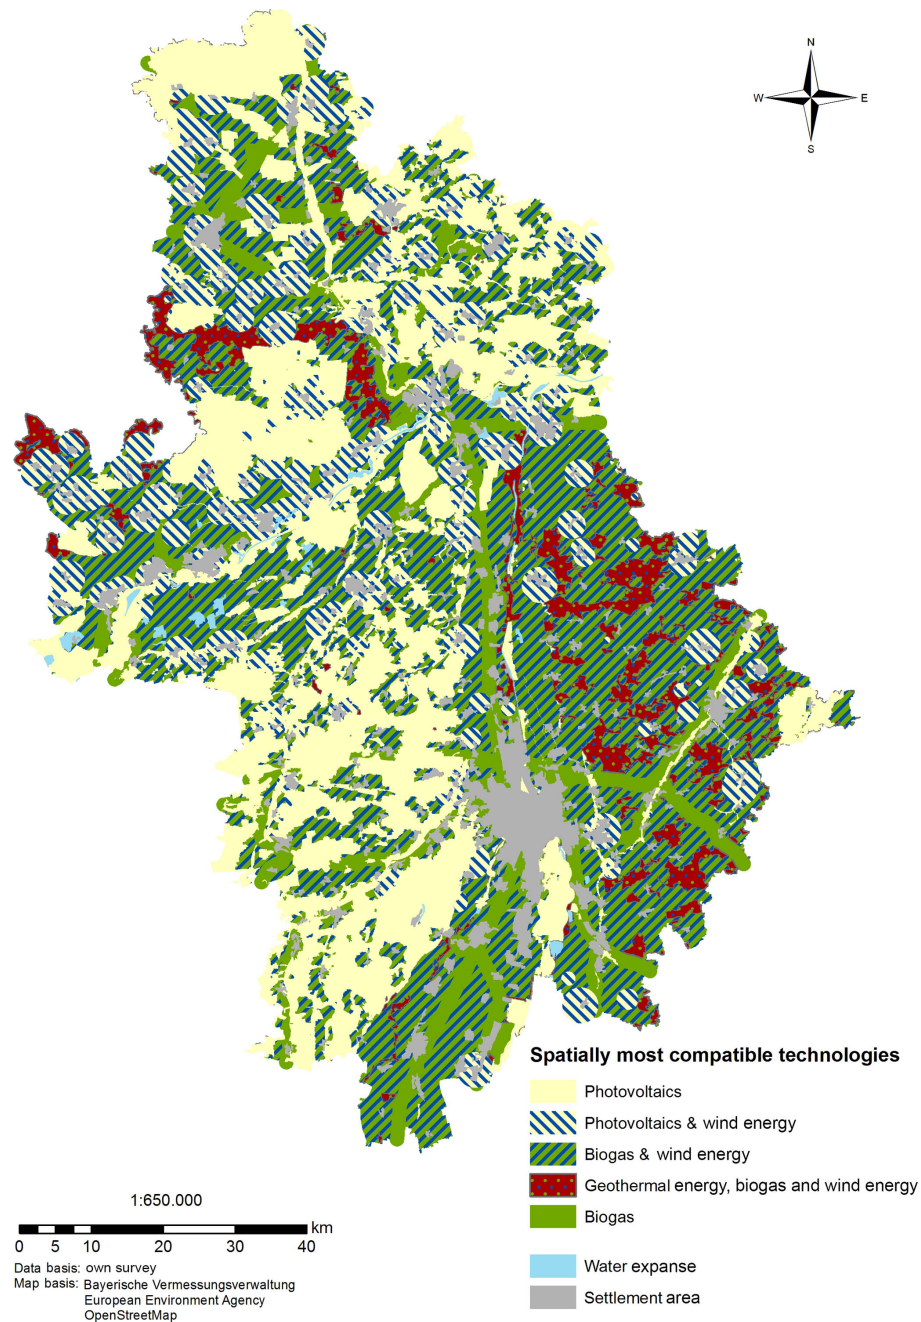 N
W
E
S
Spatially most compatible technologies
Photovoltaics
Photovoltaics & wind energy
Biogas & wind energy
Geothermal energy, biogas and wind energy
Biogas
Water expanse
Settlement area
1:650.000
km
0 5 10 20 30 40
Data basis: own survey
Map basis: Bayerische Vermessungsverwaltung
European Environment Agency
OpenStreetMap